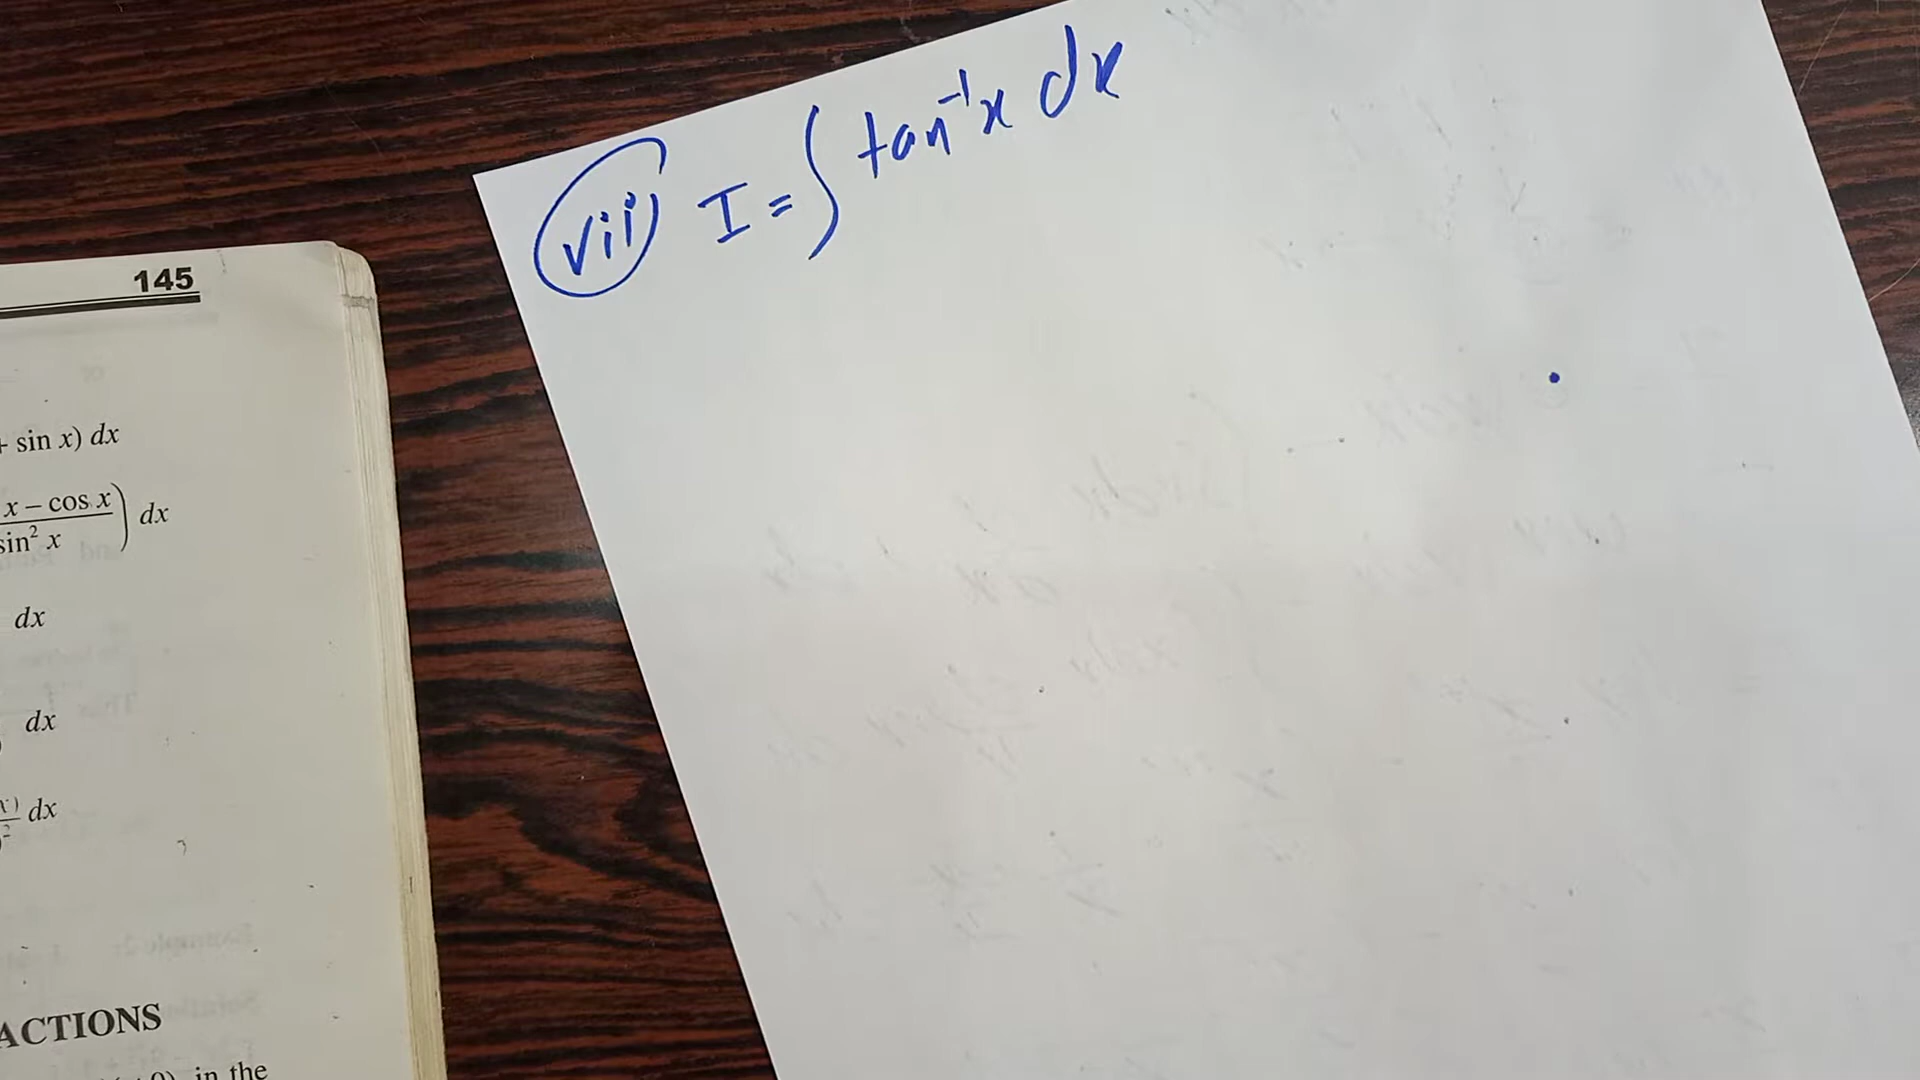 145
+ sin x) dx
x – cos x
sin² x ) dx
dx
dx
x) dx
ACTIONS
in the
vii) I = ∫ tan⁻¹x dx